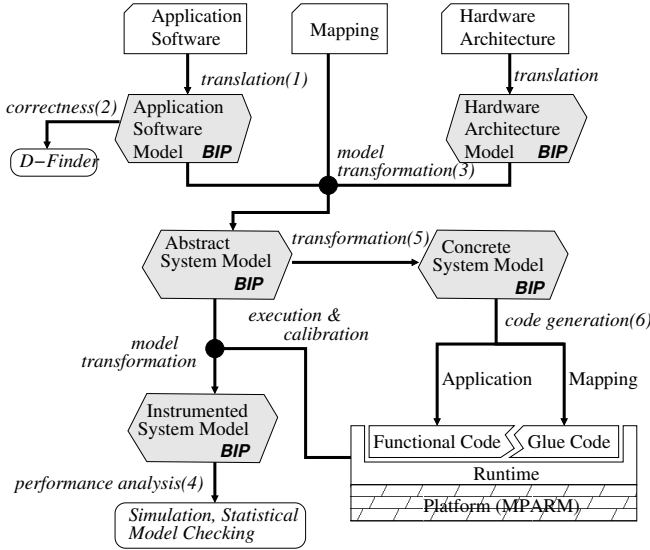 Application
Software
Mapping
Hardware
Architecture
translation(1)
translation
correctness(2)
Application
Software
Model BIP
Hardware
Architecture
Model BIP
D−Finder
model
transformation(3)
Abstract
System Model
BIP
transformation(5)
Concrete
System Model
BIP
execution &
calibration
code generation(6)
model
transformation
Application
Mapping
Instrumented
System Model
BIP
Functional Code
Glue Code
Runtime
Platform (MPARM)
performance analysis(4)
Simulation, Statistical
Model Checking